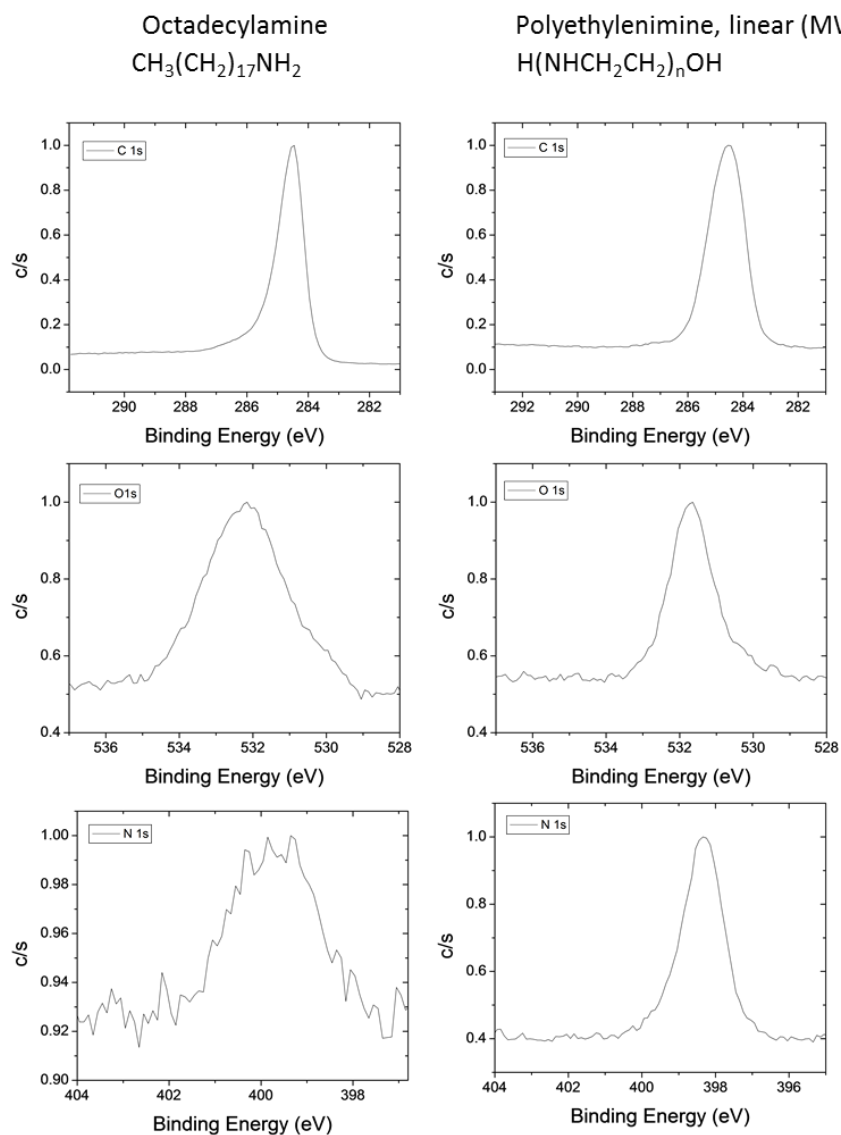 Octadecylamine
CH₃(CH₂)₁₇NH₂
Polyethylenimine, linear
H(NHCH₂CH₂)ₙOH
C 1s
1.0
0.8
0.6
0.4
0.2
0.0
c/s
290 288 286 284 282
Binding Energy (eV)
C 1s
1.0
0.8
0.6
0.4
0.2
0.0
c/s
292 290 288 286 284 282
Binding Energy (eV)
O1s
1.0
0.8
0.6
0.4
c/s
536 534 532 530 528
Binding Energy (eV)
O 1s
1.0
0.8
0.6
0.4
c/s
536 534 532 530 528
Binding Energy (eV)
N 1s
1.00
0.98
0.96
0.94
0.92
0.90
c/s
404 402 400 398
Binding Energy (eV)
N 1s
1.0
0.8
0.6
0.4
c/s
404 402 400 398 396
Binding Energy (eV)